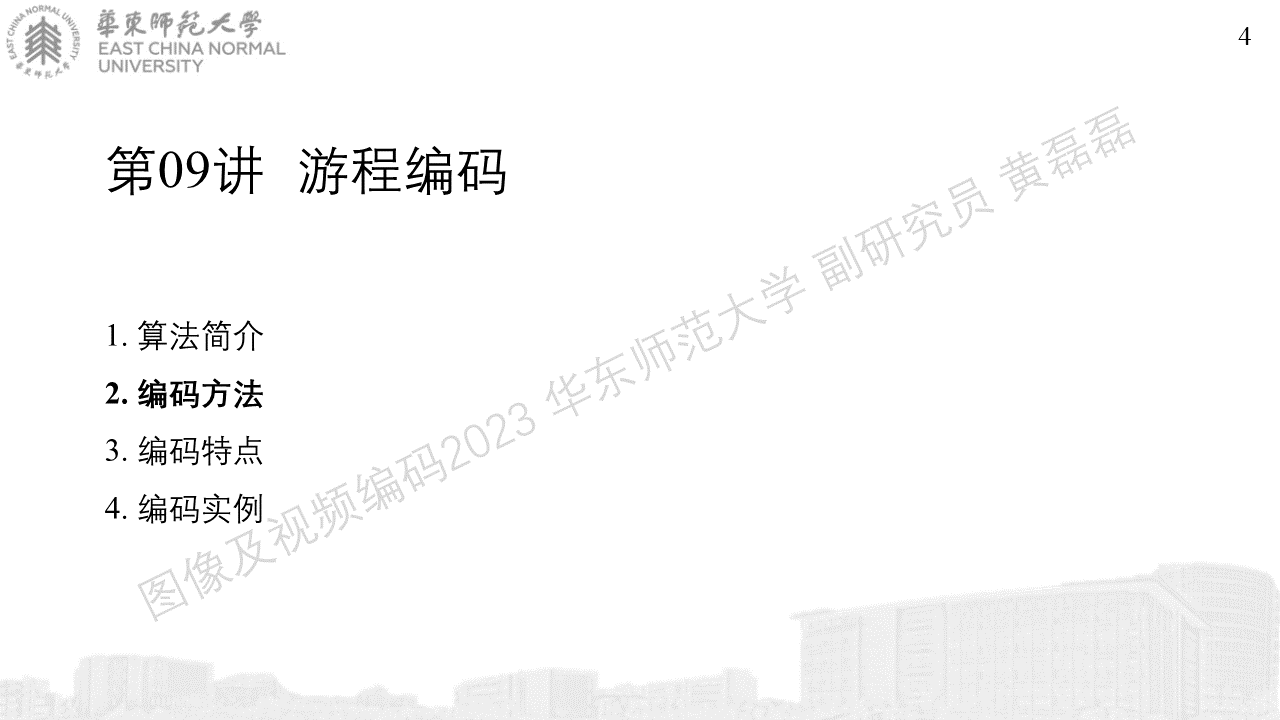 華東師範大學
EAST CHINA NORMAL
UNIVERSITY
EAST CHINA NORMAL UNIVERSITY
華東师范大学
4
第09讲 游程编码
1. 算法简介
2. 编码方法
3. 编码特点
4. 编码实例
图像及视频编码2023 华东师范大学 副研究员 黄磊磊